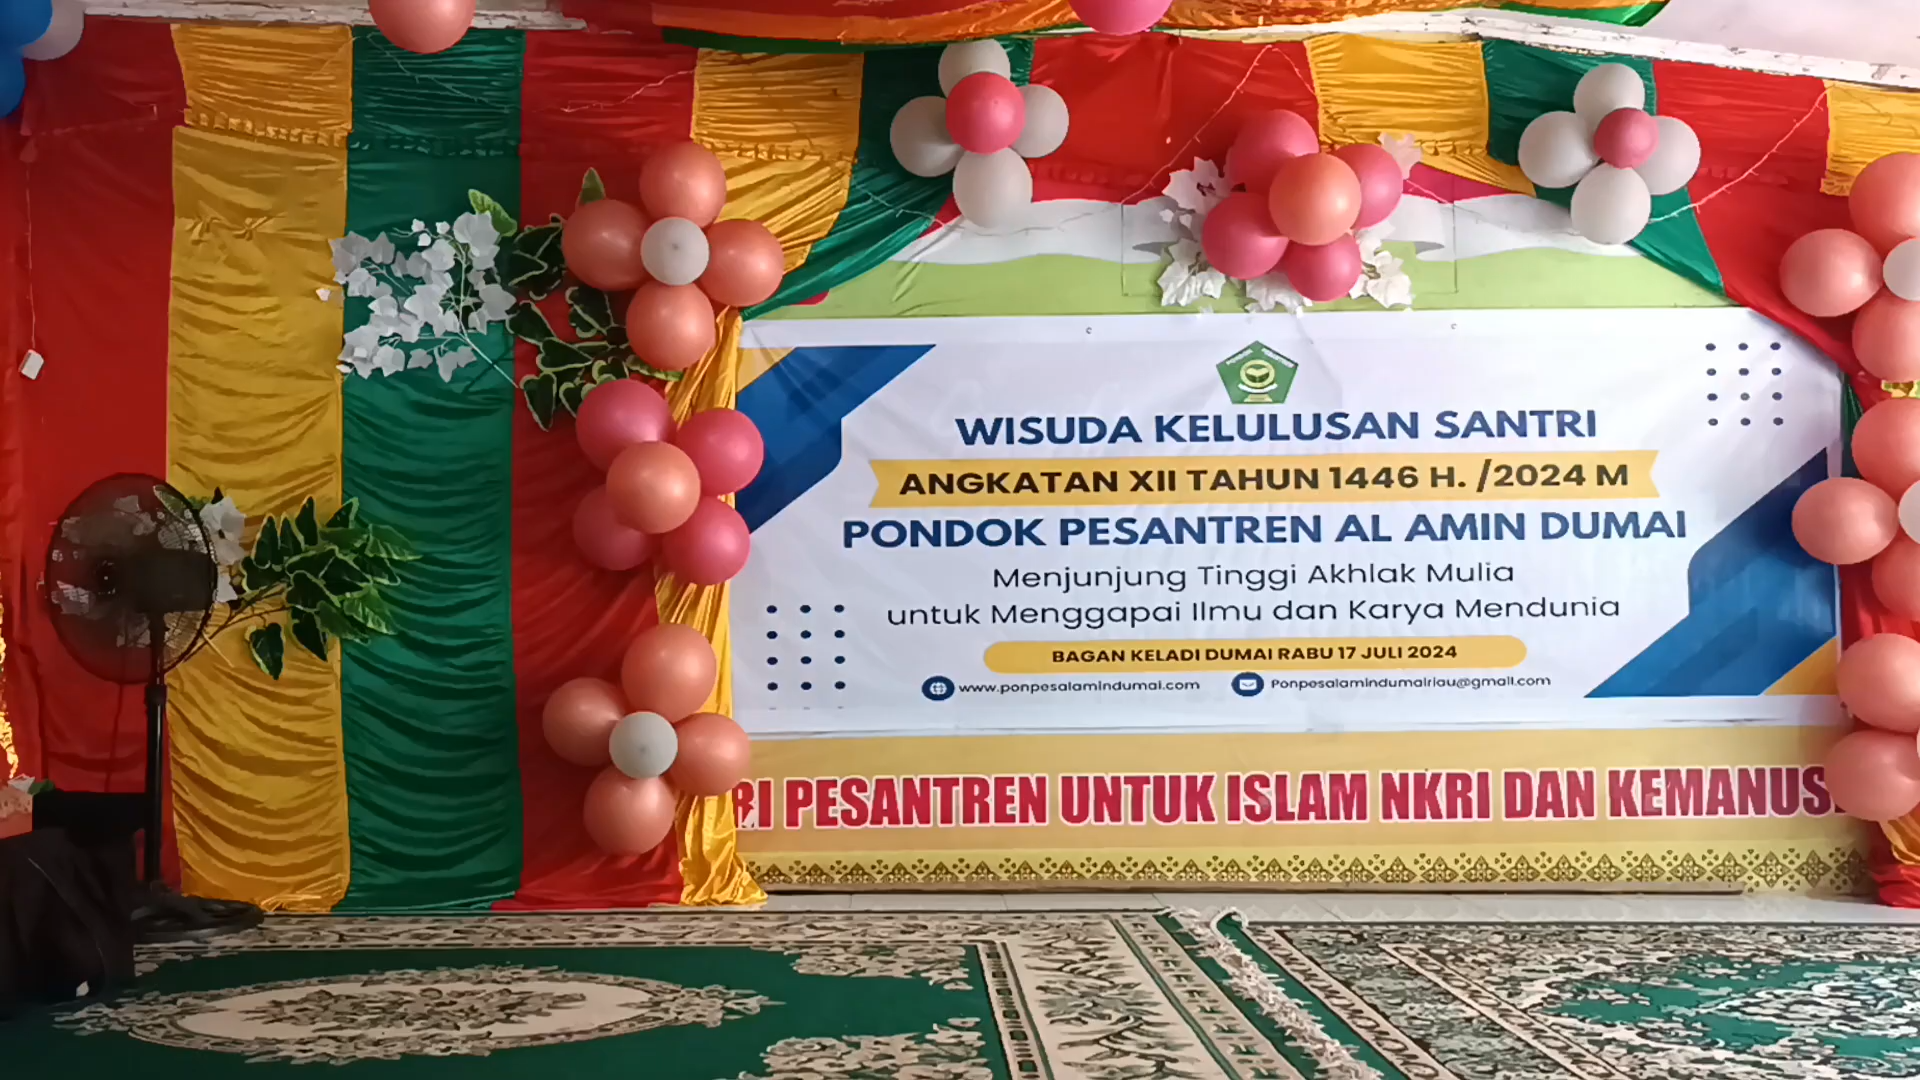 WISUDA KELULUSAN SANTRI
ANGKATAN XII TAHUN 1446 H. /2024 M
PONDOK PESANTREN AL AMIN DUMAI
Menjunjung Tinggi Akhlak Mulia
untuk Menggapai Ilmu dan Karya Mendunia
BAGAN KELADI DUMAI RABU 17 JULI 2024
www.ponpesalamindumai.com Ponpesalamindumairiau@gmail.com
PESANTREN UNTUK ISLAM NKRI DAN